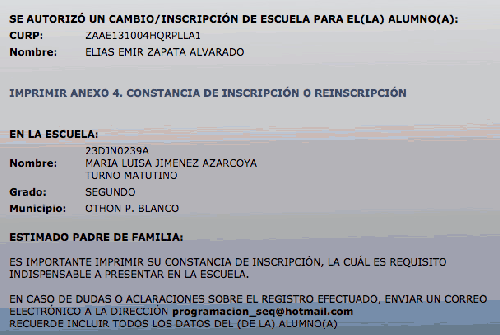 SE AUTORIZÓ UN CAMBIO/INSCRIPCIÓN DE ESCUELA PARA EL(LA) ALUMNO(A):
CURP: ZAAE131004HQRPLLA1
Nombre: ELIAS EMIR ZAPATA ALVARADO
IMPRIMIR ANEXO 4. CONSTANCIA DE INSCRIPCIÓN O REINSCRIPCIÓN
EN LA ESCUELA:
23DJN0239A
Nombre: MARIA LUISA JIMENEZ AZARCOYA
TURNO MATUTINO
Grado: SEGUNDO
Municipio: OTHON P. BLANCO
ESTIMADO PADRE DE FAMILIA:
ES IMPORTANTE IMPRIMIR SU CONSTANCIA DE INSCRIPCIÓN, LA CUÁL ES REQUISITO
INDISPENSABLE A PRESENTAR EN LA ESCUELA.
EN CASO DE DUDAS O ACLARACIONES SOBRE EL REGISTRO EFECTUADO, ENVIAR UN CORREO
ELECTRÓNICO A LA DIRECCIÓN programacion_seq@hotmail.com
RECUERDE INCLUIR TODOS LOS DATOS DEL (DE LA) ALUMNO(A)